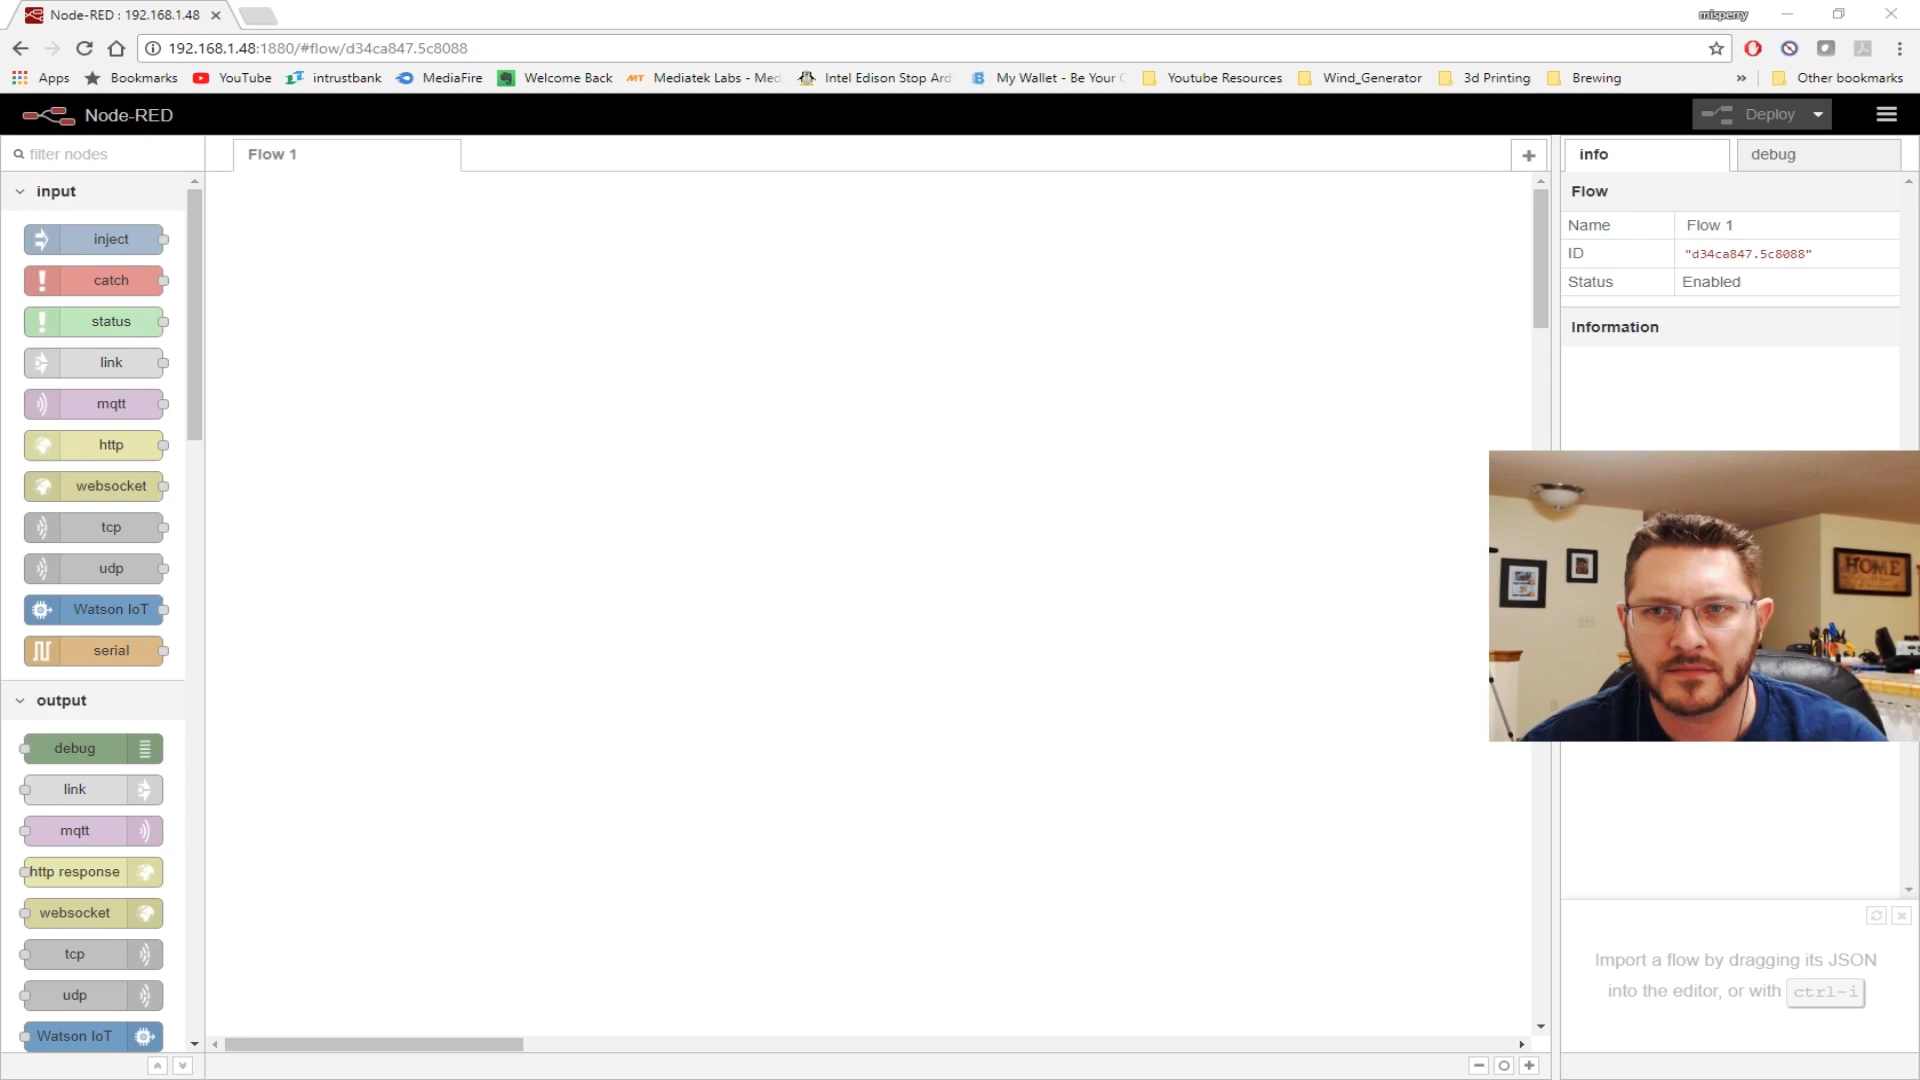 Node-RED : 192.168.1.48
misperry
192.168.1.48:1880/#flow/d34ca847.5c8088
Apps Bookmarks YouTube intrustbank MediaFire Welcome Back Mediatek Labs - Med Intel Edison Stop Ard My Wallet - Be Your Youtube Resources Wind_Generator 3d Printing Brewing » Other bookmarks
Node-RED
Deploy
filter nodes
Flow 1
info
debug
input
inject
catch
status
link
mqtt
http
websocket
tcp
udp
Watson IoT
serial
output
debug
link
mqtt
http response
websocket
tcp
udp
Watson IoT
Flow
Name Flow 1
ID "d34ca847.5c8088"
Status Enabled
Information
HOME
Import a flow by dragging its JSON
into the editor, or with ctrl-i